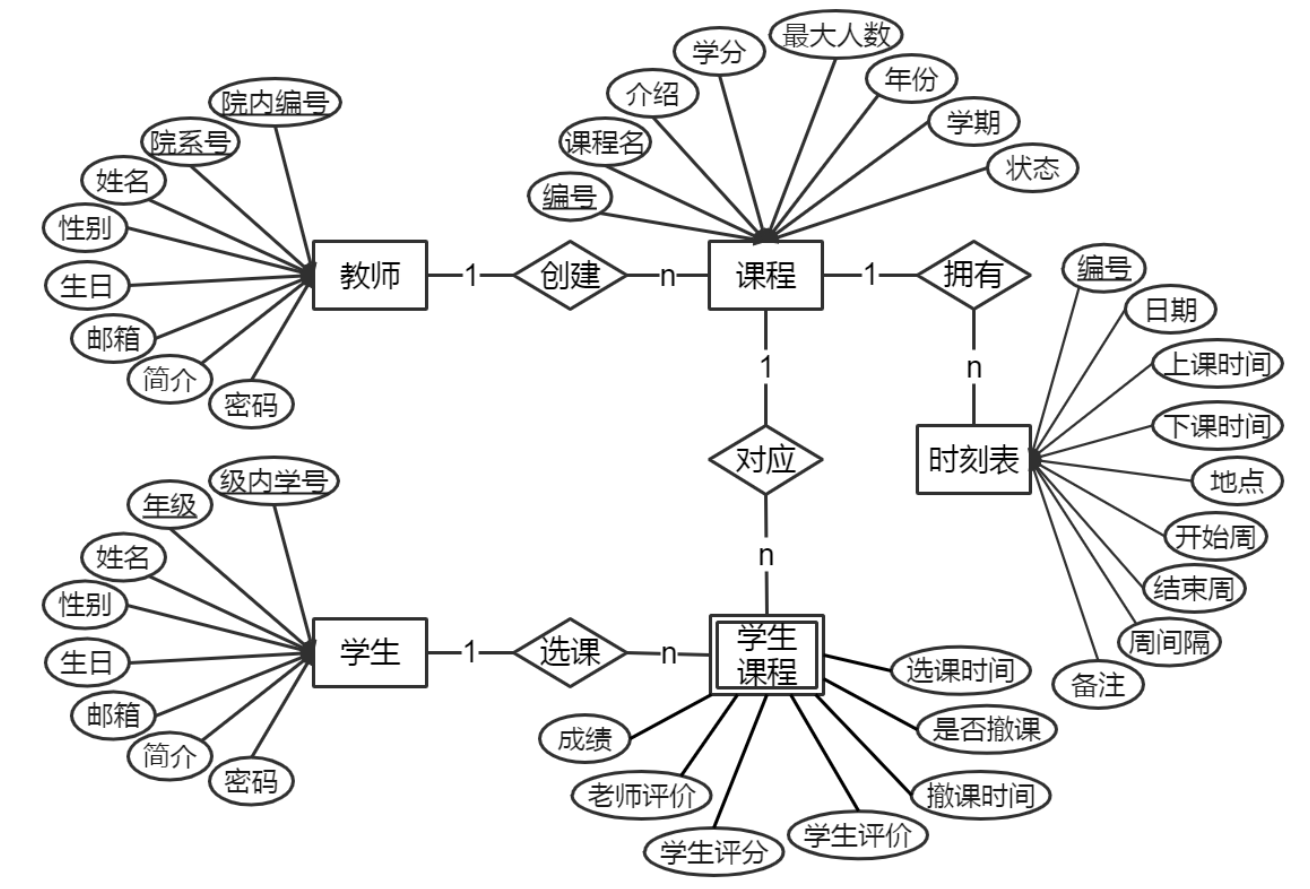 院内编号
院系号
姓名
性别
生日
邮箱
简介
密码
教师
1
创建
n
编号
课程名
介绍
学分
最大人数
年份
学期
状态
课程
1
拥有
n
时刻表
编号
日期
上课时间
下课时间
地点
开始周
结束周
周间隔
备注
1
对应
n
级内学号
年级
姓名
性别
生日
邮箱
简介
密码
学生
1
选课
n
学生
课程
选课时间
是否撤课
撤课时间
学生评价
学生评分
老师评价
成绩